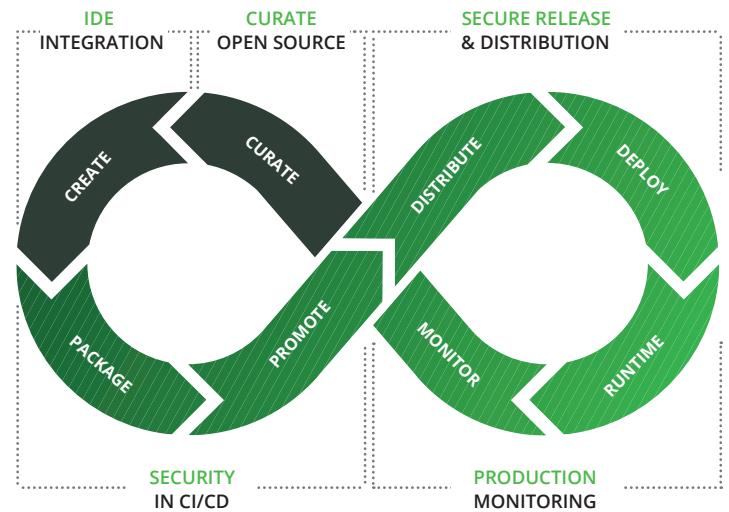 IDE
INTEGRATION
CURATE
OPEN SOURCE
SECURE RELEASE
& DISTRIBUTION
CREATE
CURATE
DISTRIBUTE
DEPLOY
PACKAGE
PROMOTE
MONITOR
RUNTIME
SECURITY
IN CI/CD
PRODUCTION
MONITORING